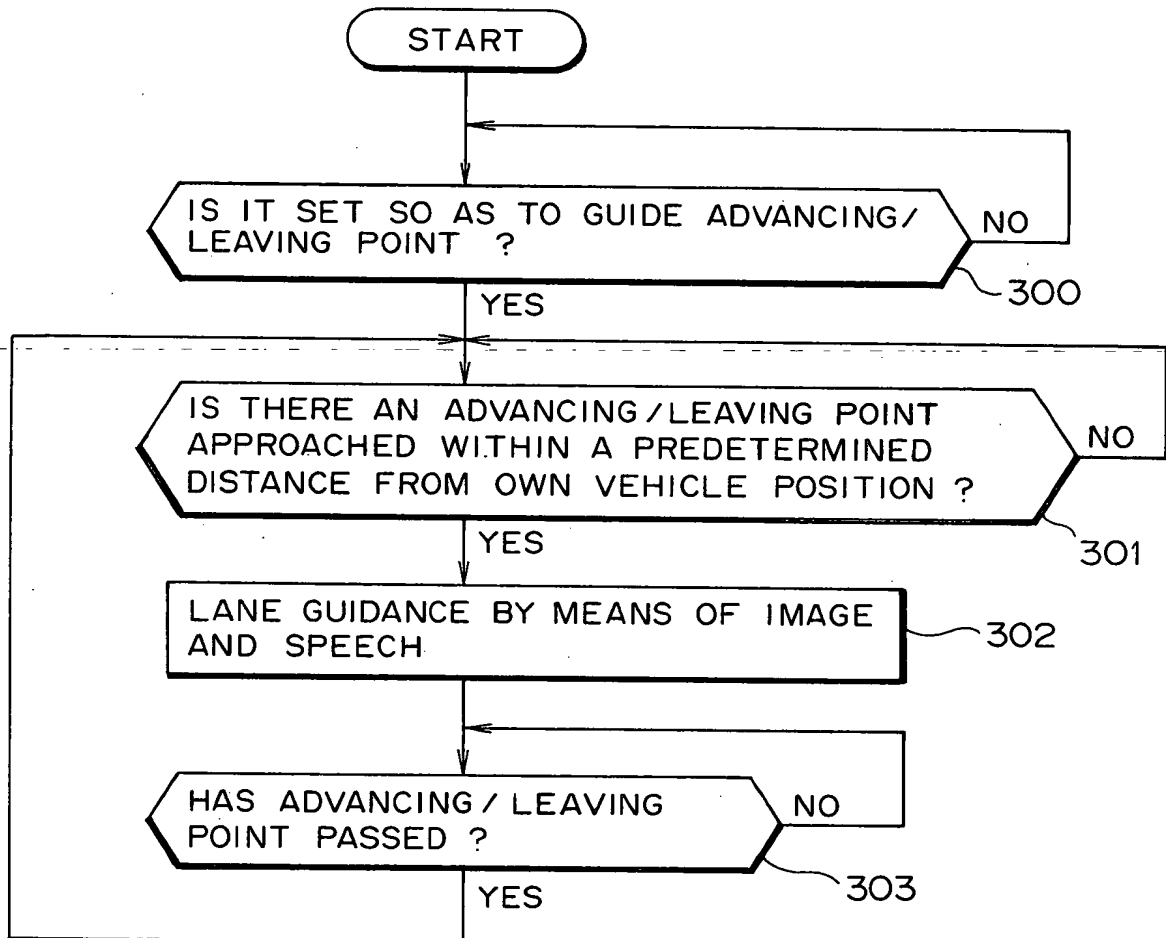 START
IS IT SET SO AS TO GUIDE ADVANCING/
LEAVING POINT ?
NO
300
YES
IS THERE AN ADVANCING/LEAVING POINT
APPROACHED WITHIN A PREDETERMINED
DISTANCE FROM OWN VEHICLE POSITION ?
NO
301
YES
LANE GUIDANCE BY MEANS OF IMAGE
AND SPEECH
302
HAS ADVANCING/LEAVING
POINT PASSED ?
NO
303
YES